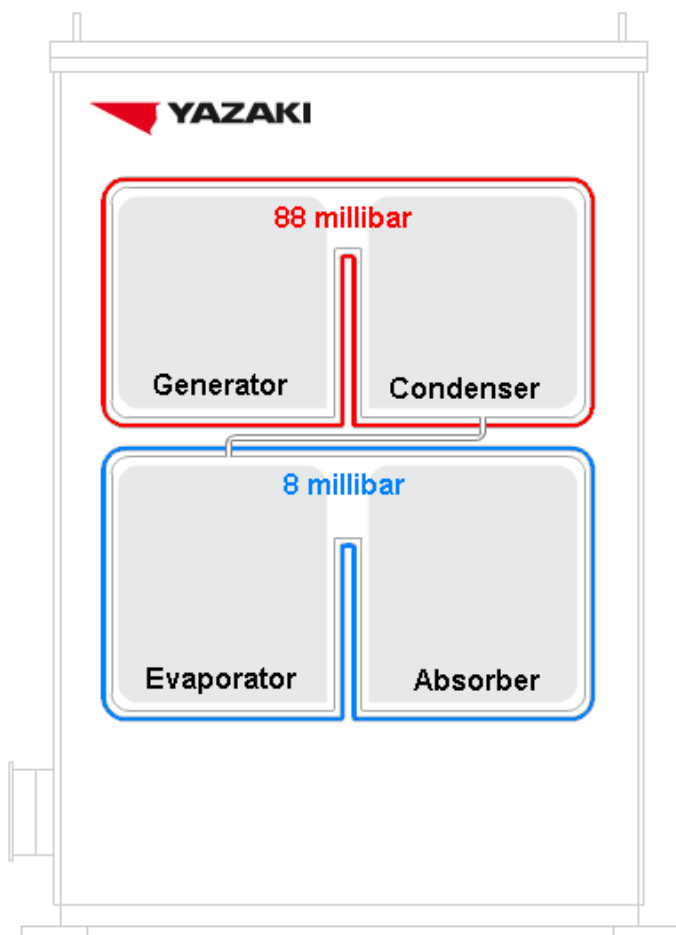 YAZAKI
88 millibar
Generator
Condenser
8 millibar
Evaporator
Absorber